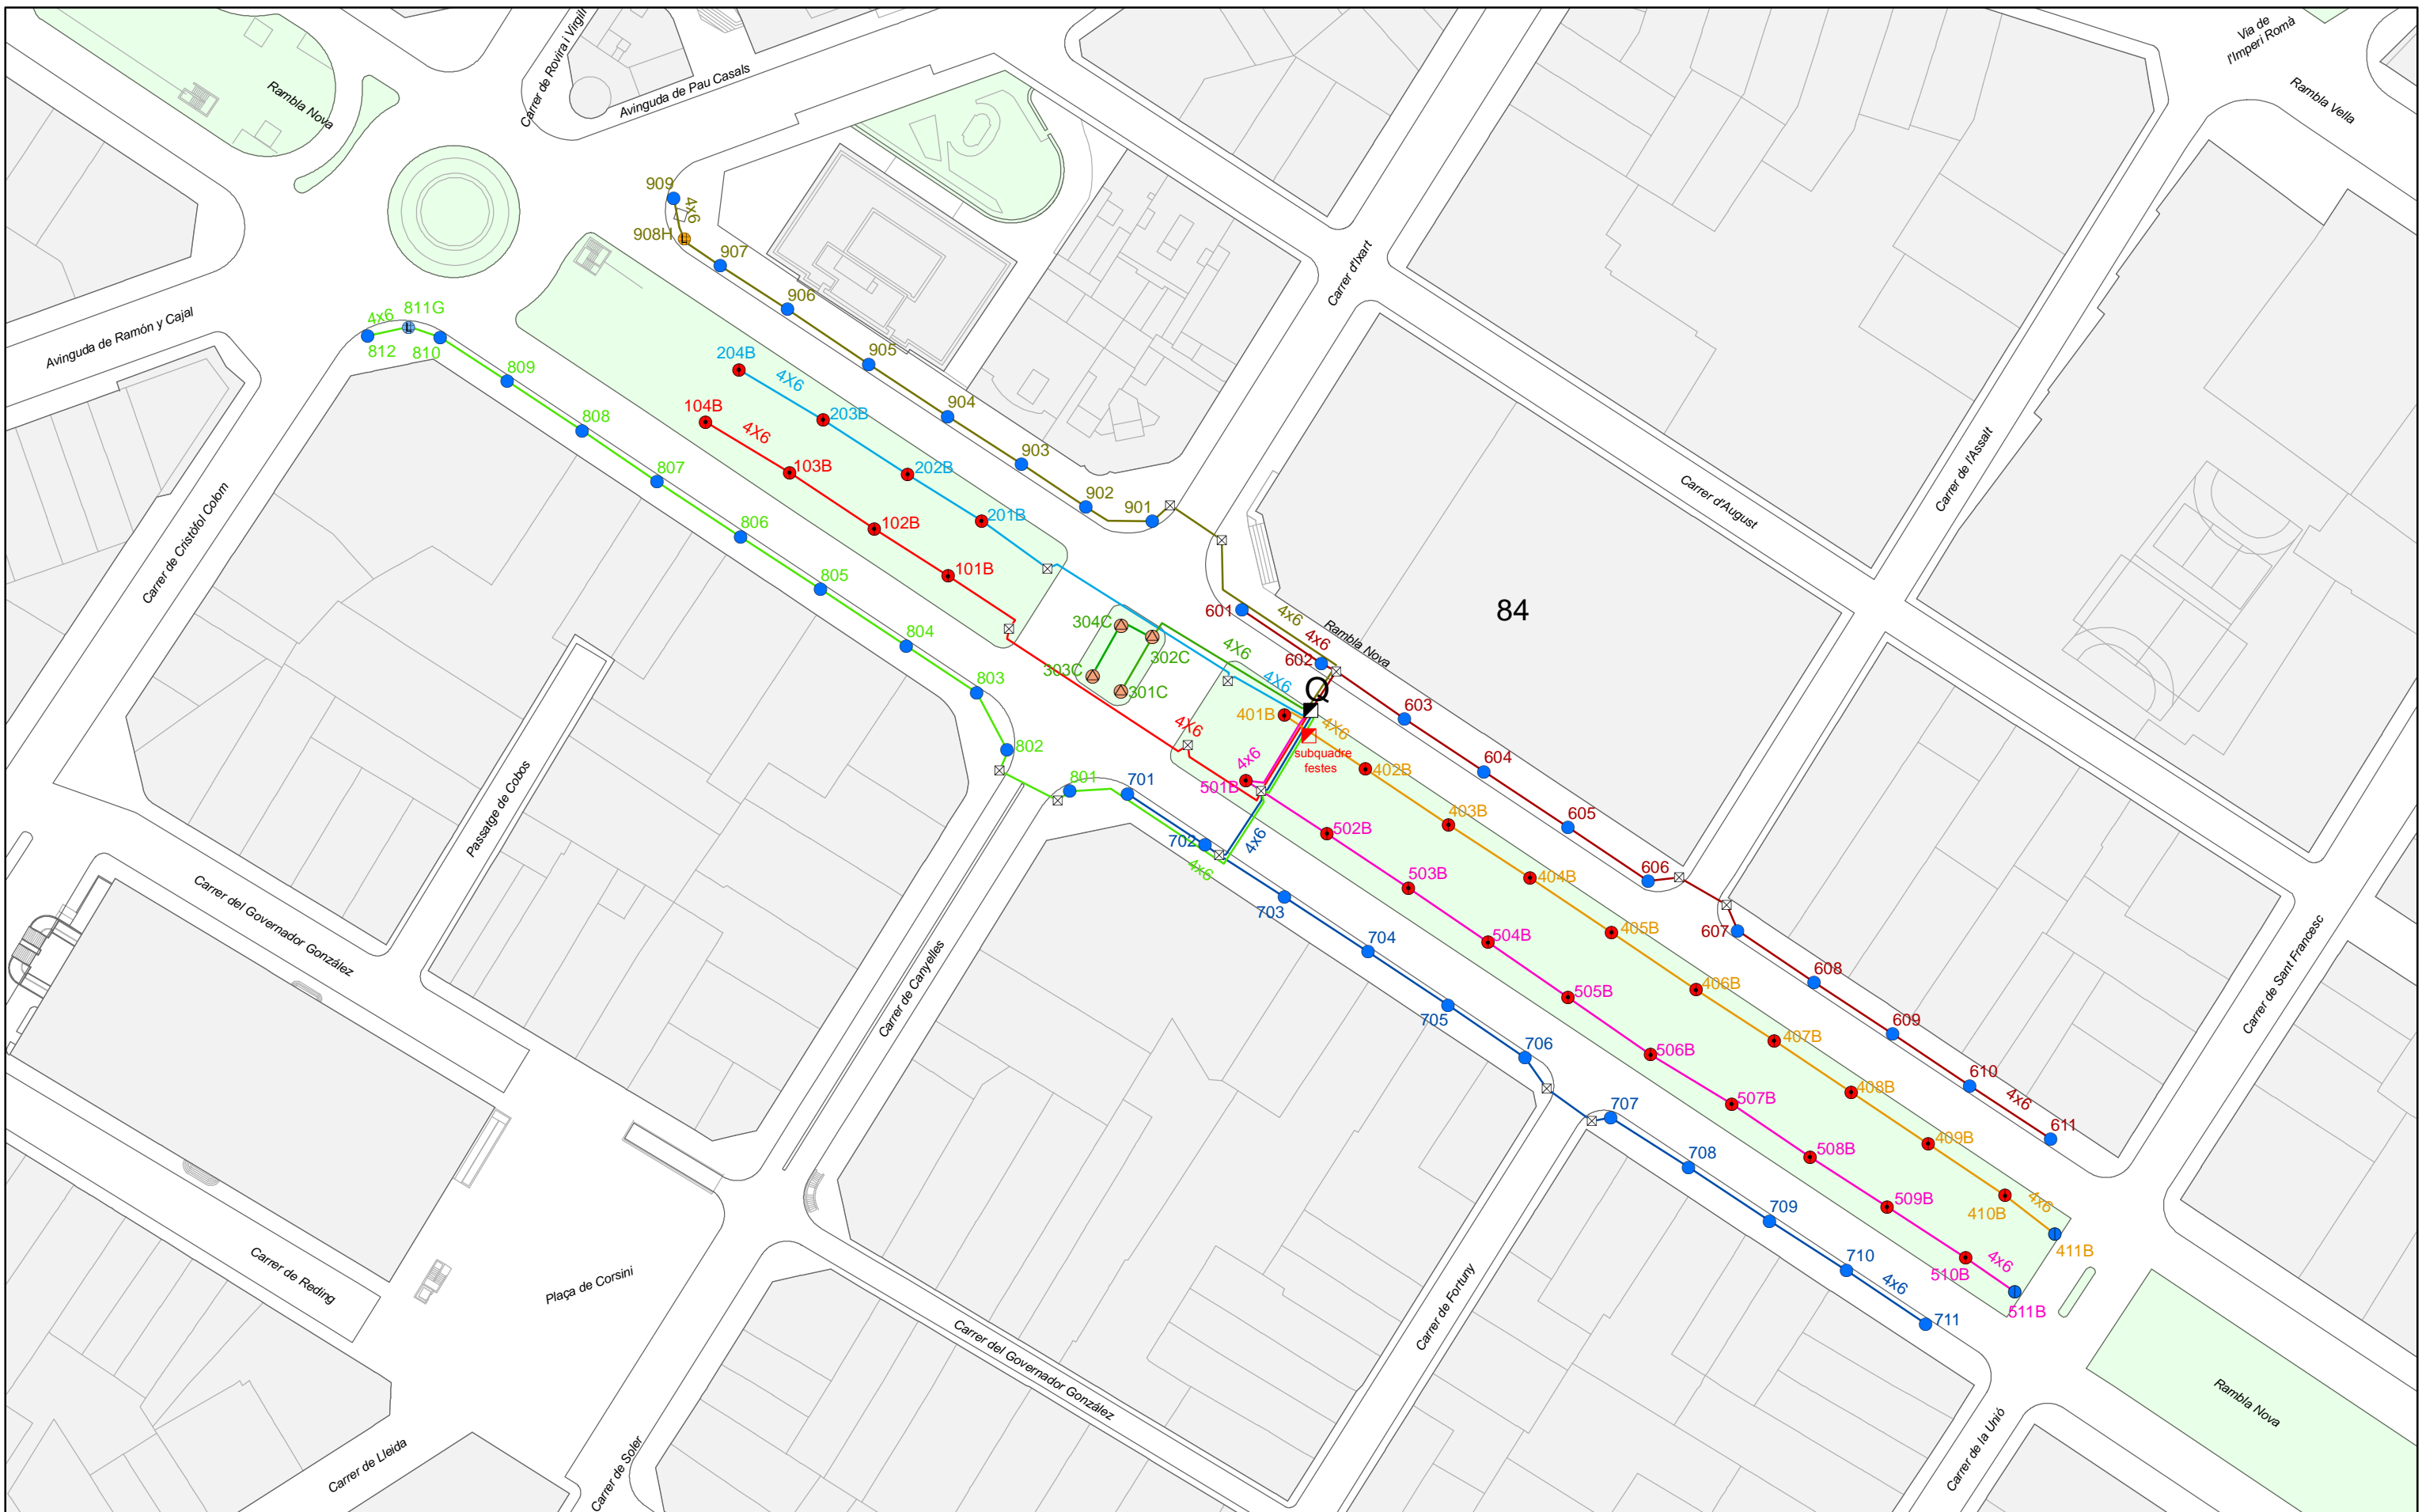 Via de
l'Imperi Romà
Rambla Vella
Rambla Nova
Carrer de Rovira i Virgili
Avinguda de Pau Casals
909
4x6
908H
907
906
905
904
903
902
901
Carrer d'Ixart
Avinguda de Ramón y Cajal
4x6
811G
812
810
809
808
807
806
805
804
803
802
801
4x6
204B
4X6
203B
202B
201B
4X6
104B
4X6
103B
102B
101B
4X6
304C
302C
303C
301C
4X6
601
4x6
4x6
Rambla Nova
602
84
Q
401B
4X6
subquadre
festes
4x6
501B
402B
403B
404B
405B
406B
407B
408B
409B
410B
4x6
411B
603
604
605
606
607
608
609
610
4x6
611
502B
503B
504B
505B
506B
507B
508B
509B
510B
4x6
511B
701
702
4x6
703
704
705
706
707
708
709
710
4x6
711
Carrer d'August
Carrer de l'Assalt
Carrer de Sant Francesc
Carrer de Cristòfol Colom
Passatge de Cobos
Carrer del Governador González
Carrer de Canyelles
Carrer de Reding
Plaça de Corsini
Carrer del Governador González
Carrer de Fortuny
Carrer de Lleida
Carrer de Soler
Carrer de la Unió
Rambla Nova